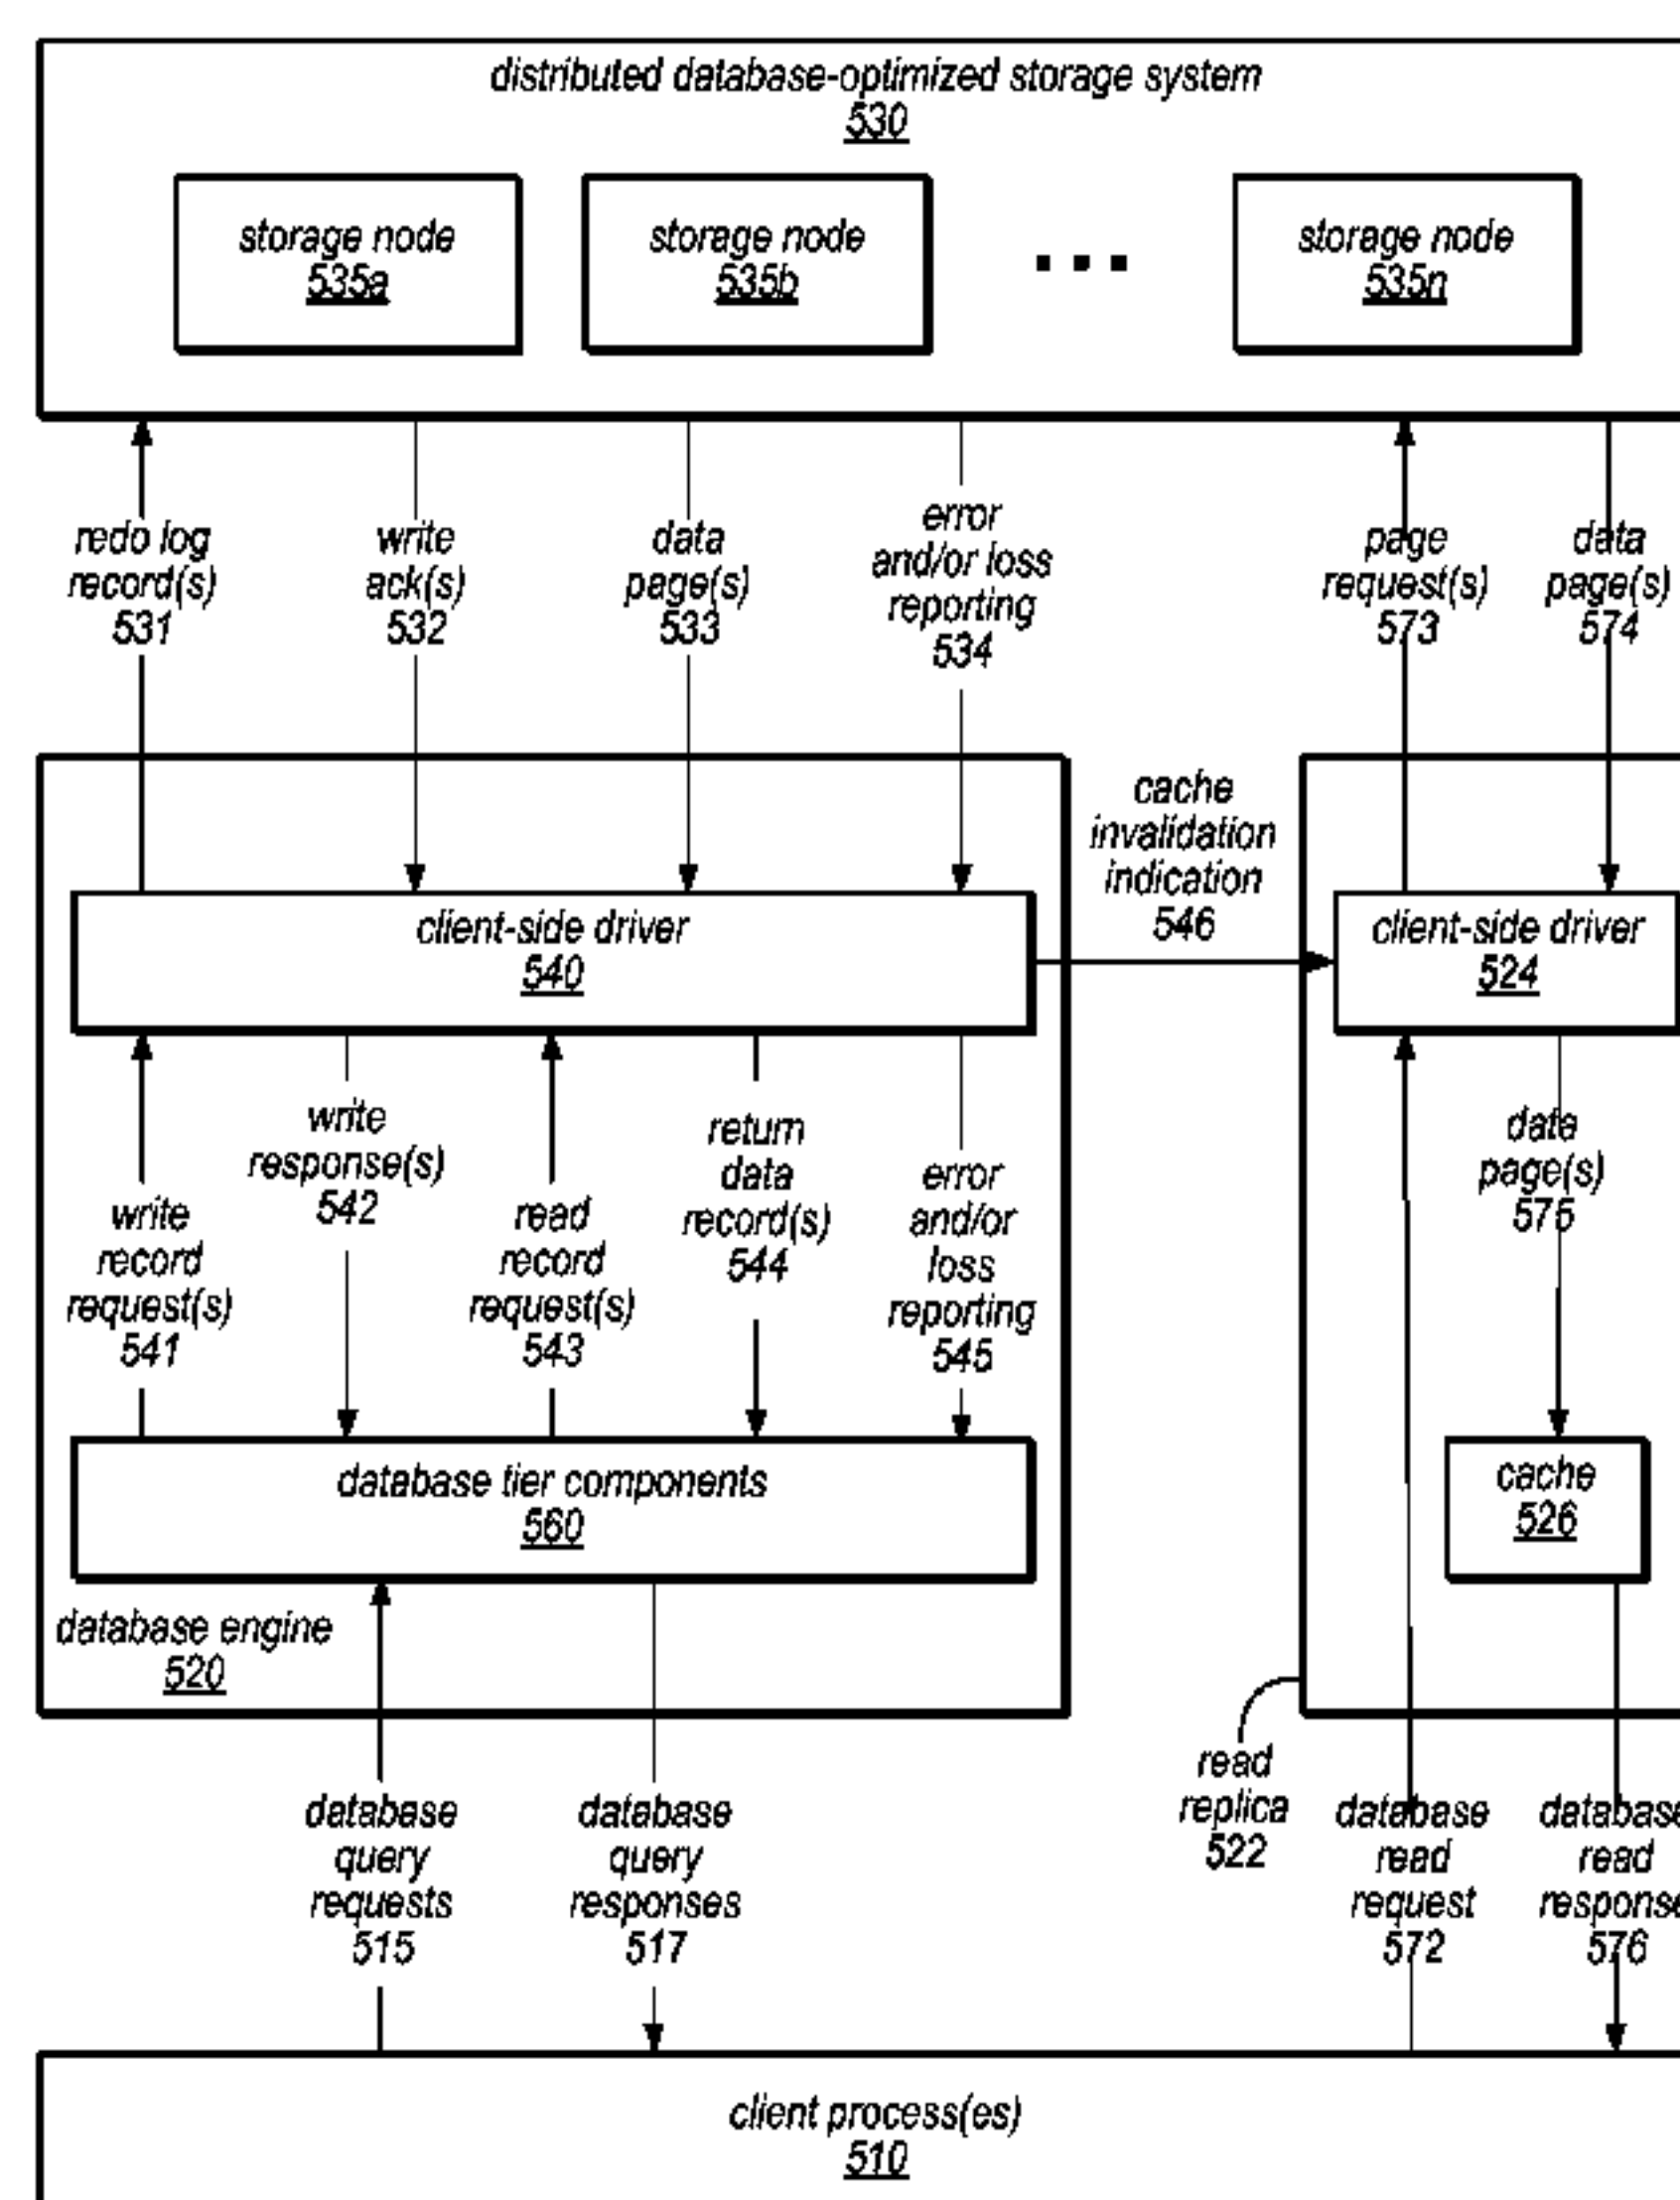 distributed database-optimized storage system
530
storage node
535a
storage node
535b
storage node
535n
redo log
record(s)
531
write
ack(s)
532
data
page(s)
533
error
and/or loss
reporting
534
page
request(s)
573
data
page(s)
574
cache
invalidation
indication
546
client-side driver
540
client-side driver
524
write
record
request(s)
541
write
response(s)
542
read
record
request(s)
543
return
data
record(s)
544
error
and/or
loss
reporting
545
data
page(s)
575
database tier components
560
cache
526
database engine
520
read
replica
522
database
query
requests
515
database
query
responses
517
database
read
request
572
database
read
response
576
client process(es)
510